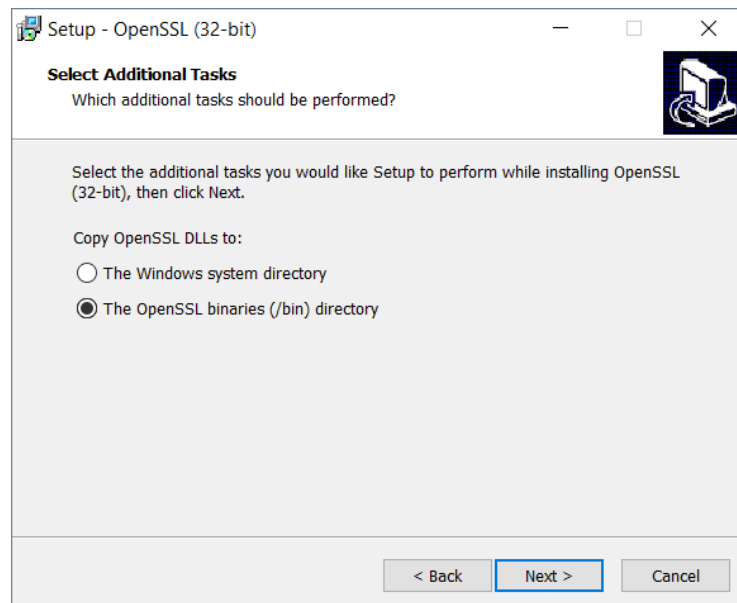 Setup - OpenSSL (32-bit)
Select Additional Tasks
Which additional tasks should be performed?
Select the additional tasks you would like Setup to perform while installing OpenSSL
(32-bit), then click Next.
Copy OpenSSL DLLs to:
The Windows system directory
The OpenSSL binaries (/bin) directory
< Back Next > Cancel